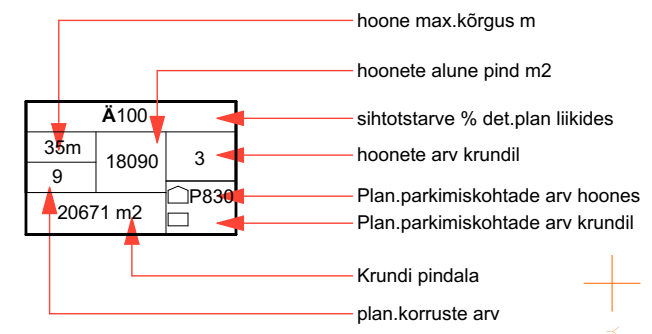 hoone max.kõrgus m
hoonete alune pind m2
Ä100
sihtotstarve % det.plan liikides
35m
18090
3
hoonete arv krundil
9
P830
Plan.parkimiskohtade arv hoones
20671 m2
Plan.parkimiskohtade arv krundil
Krundi pindala
plan.korruste arv